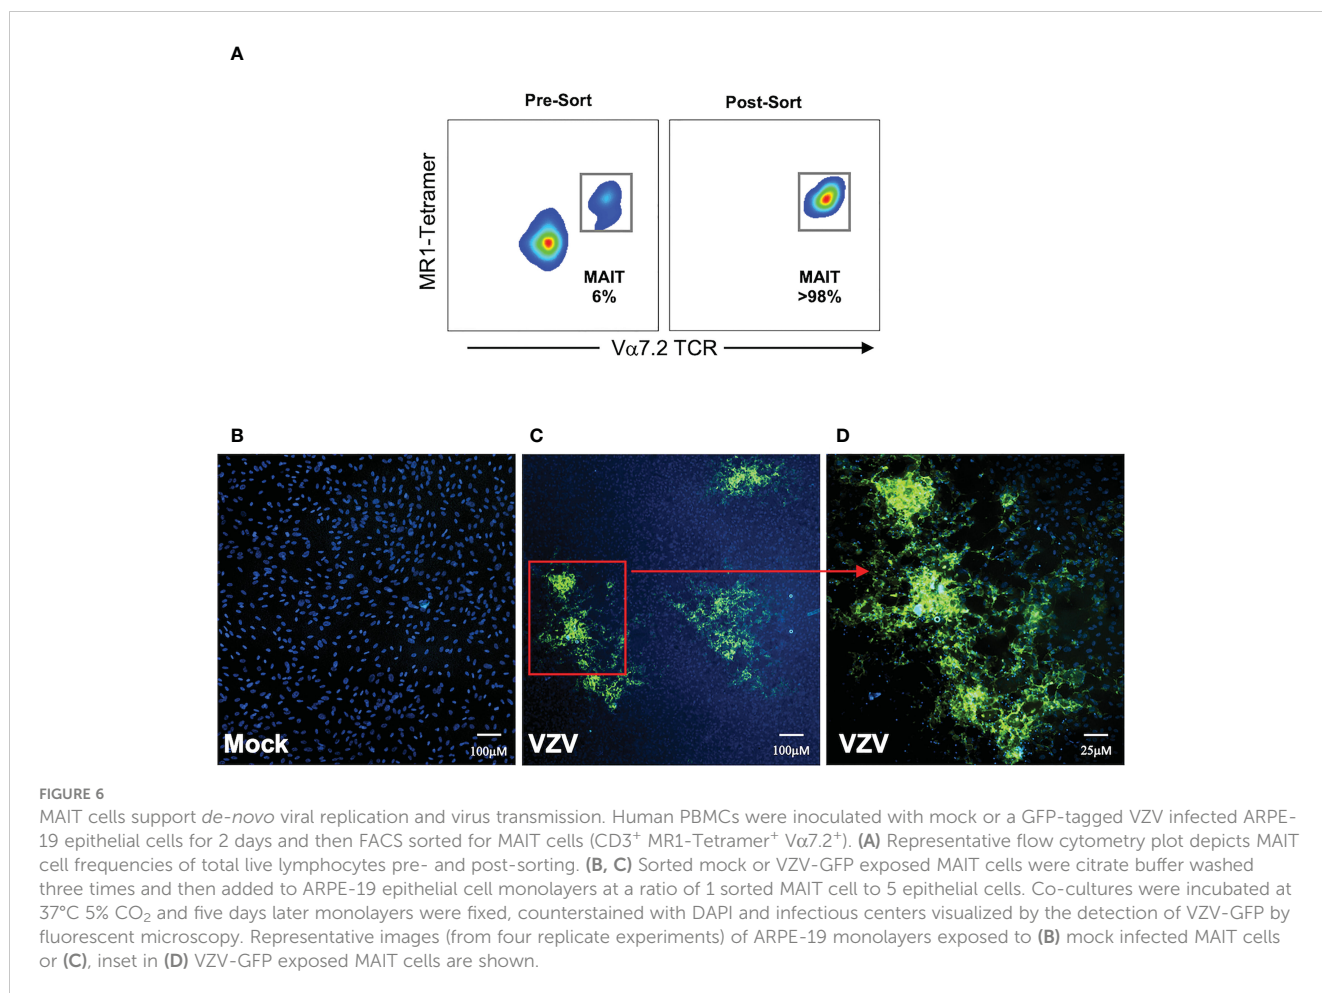 A
Pre-Sort
Post-Sort
MR1-Tetramer
MAIT
6%
MAIT
>98%
Vα7.2 TCR
B
C
D
Mock
100μM
VZV
100μM
VZV
25μM
FIGURE 6
MAIT cells support de-novo viral replication and virus transmission. Human PBMCs were inoculated with mock or a GFP-tagged VZV infected ARPE-
19 epithelial cells for 2 days and then FACS sorted for MAIT cells (CD3⁺ MR1-Tetramer⁺ Vα7.2⁺). (A) Representative flow cytometry plot depicts MAIT
cell frequencies of total live lymphocytes pre- and post-sorting. (B, C) Sorted mock or VZV-GFP exposed MAIT cells were citrate buffer washed
three times and then added to ARPE-19 epithelial cell monolayers at a ratio of 1 sorted MAIT cell to 5 epithelial cells. Co-cultures were incubated at
37°C 5% CO₂ and five days later monolayers were fixed, counterstained with DAPI and infectious centers visualized by the detection of VZV-GFP by
fluorescent microscopy. Representative images (from four replicate experiments) of ARPE-19 monolayers exposed to (B) mock infected MAIT cells
or (C), inset in (D) VZV-GFP exposed MAIT cells are shown.